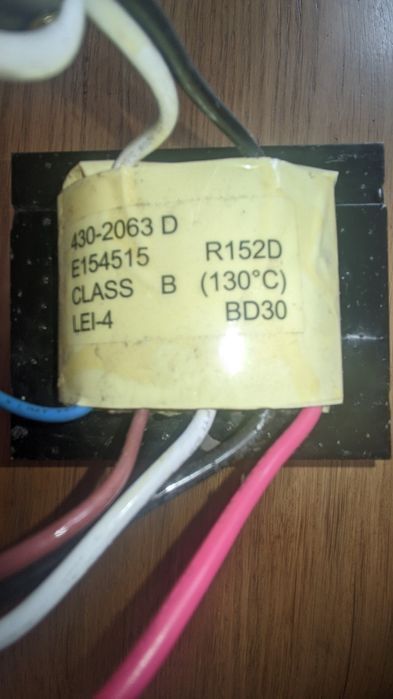 430-2063 D
E154515 R152D
CLASS B (130°C)
LEI-4 BD30